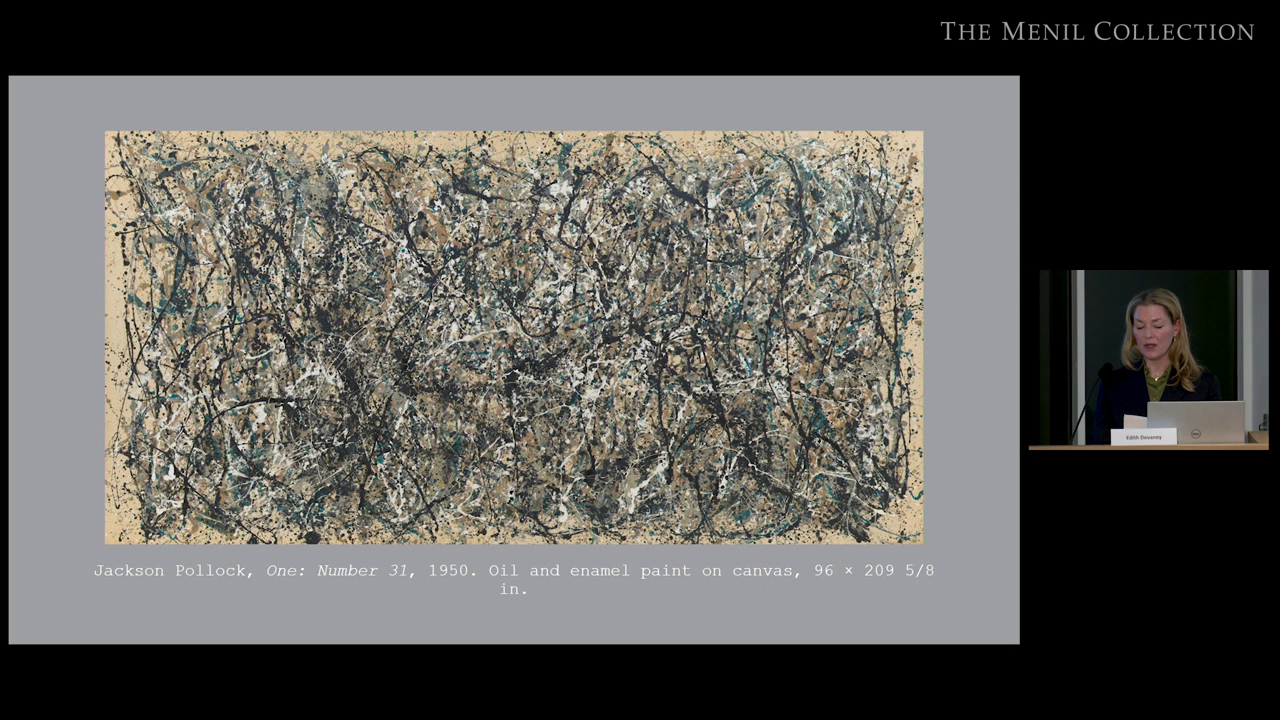 THE MENIL COLLECTION
Jackson Pollock, One: Number 31, 1950. Oil and enamel paint on canvas, 96 × 209 5/8
in.
Edith Devaney
DELL